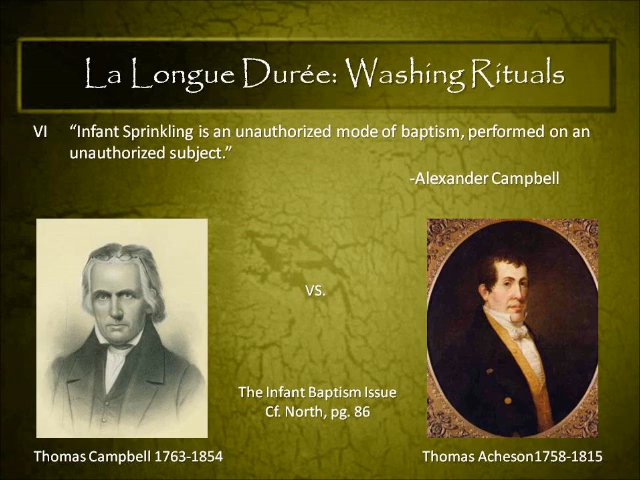 La Longue Durée: Washing Rituals
VI “Infant Sprinkling is an unauthorized mode of baptism, performed on an
unauthorized subject.”
-Alexander Campbell
vs.
The Infant Baptism Issue
Cf. North, pg. 86
Thomas Campbell 1763-1854
Thomas Acheson1758-1815